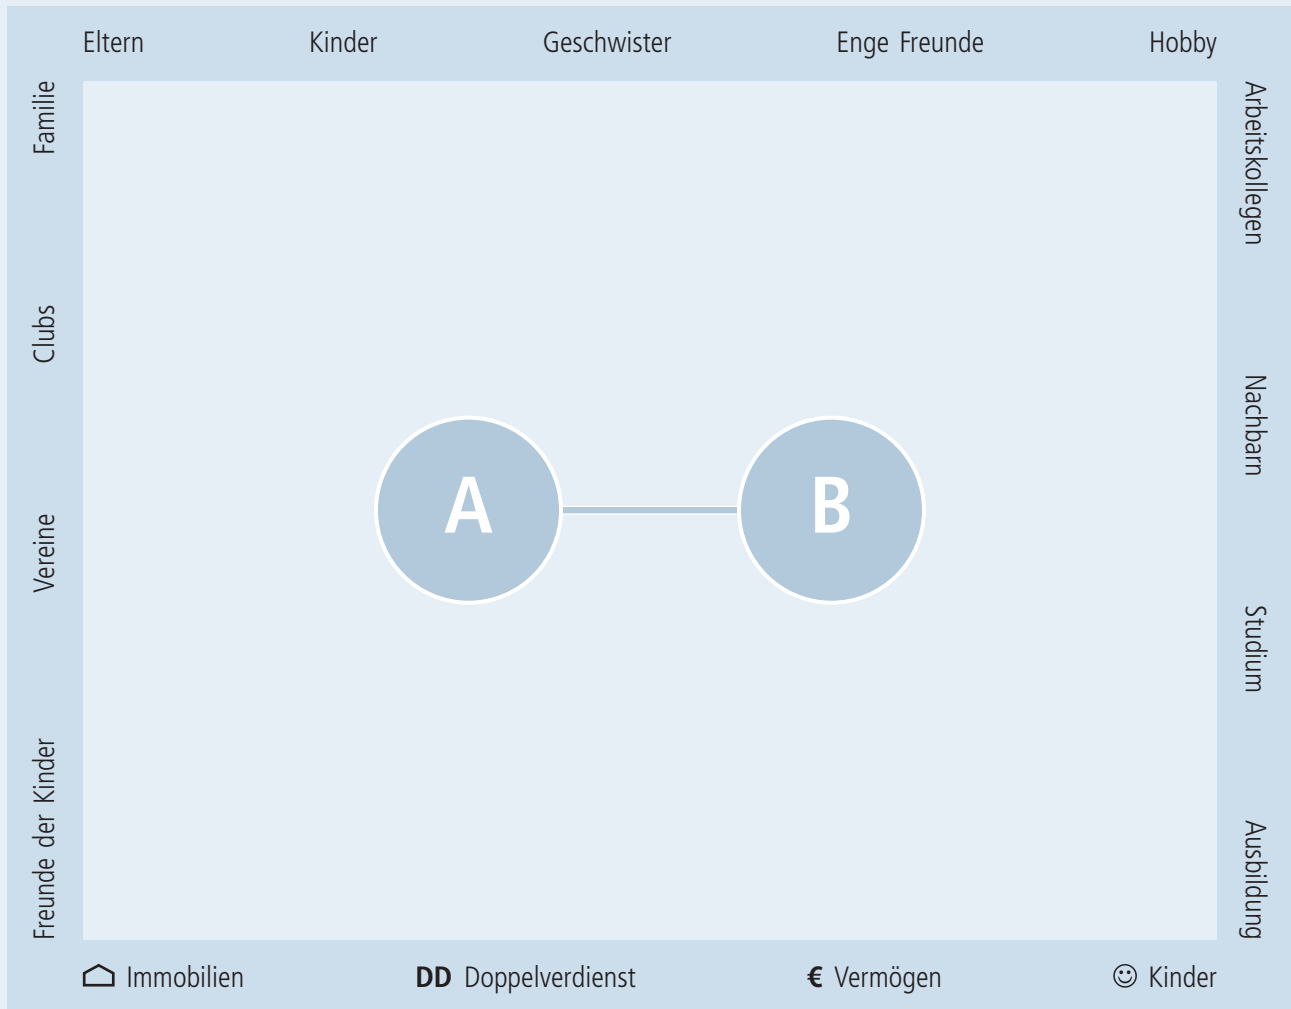 Eltern Kinder Geschwister Enge Freunde Hobby
Familie
Clubs
Vereine
Freunde der Kinder
A B
Arbeitskollegen
Nachbarn
Studium
Ausbildung
Immobilien DD Doppelverdienst € Vermögen ☺ Kinder